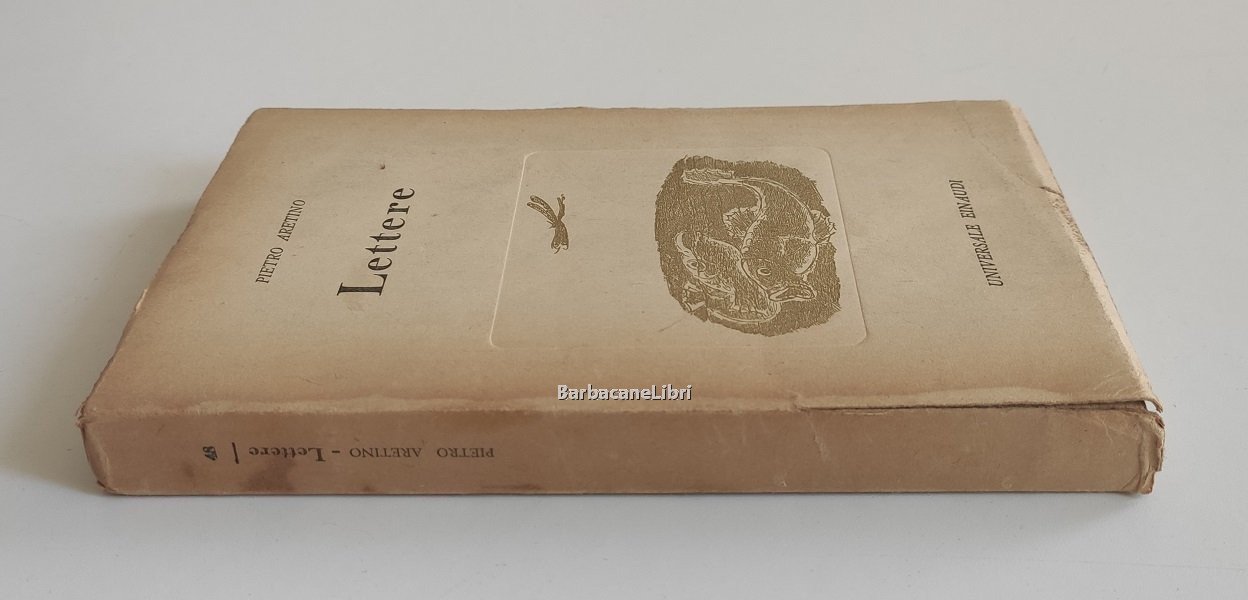 PIETRO ARETINO
Lettere
UNIVERSALE EINAUDI
BarbacaneLibri
PIETRO ARETINO - Lettere | 48